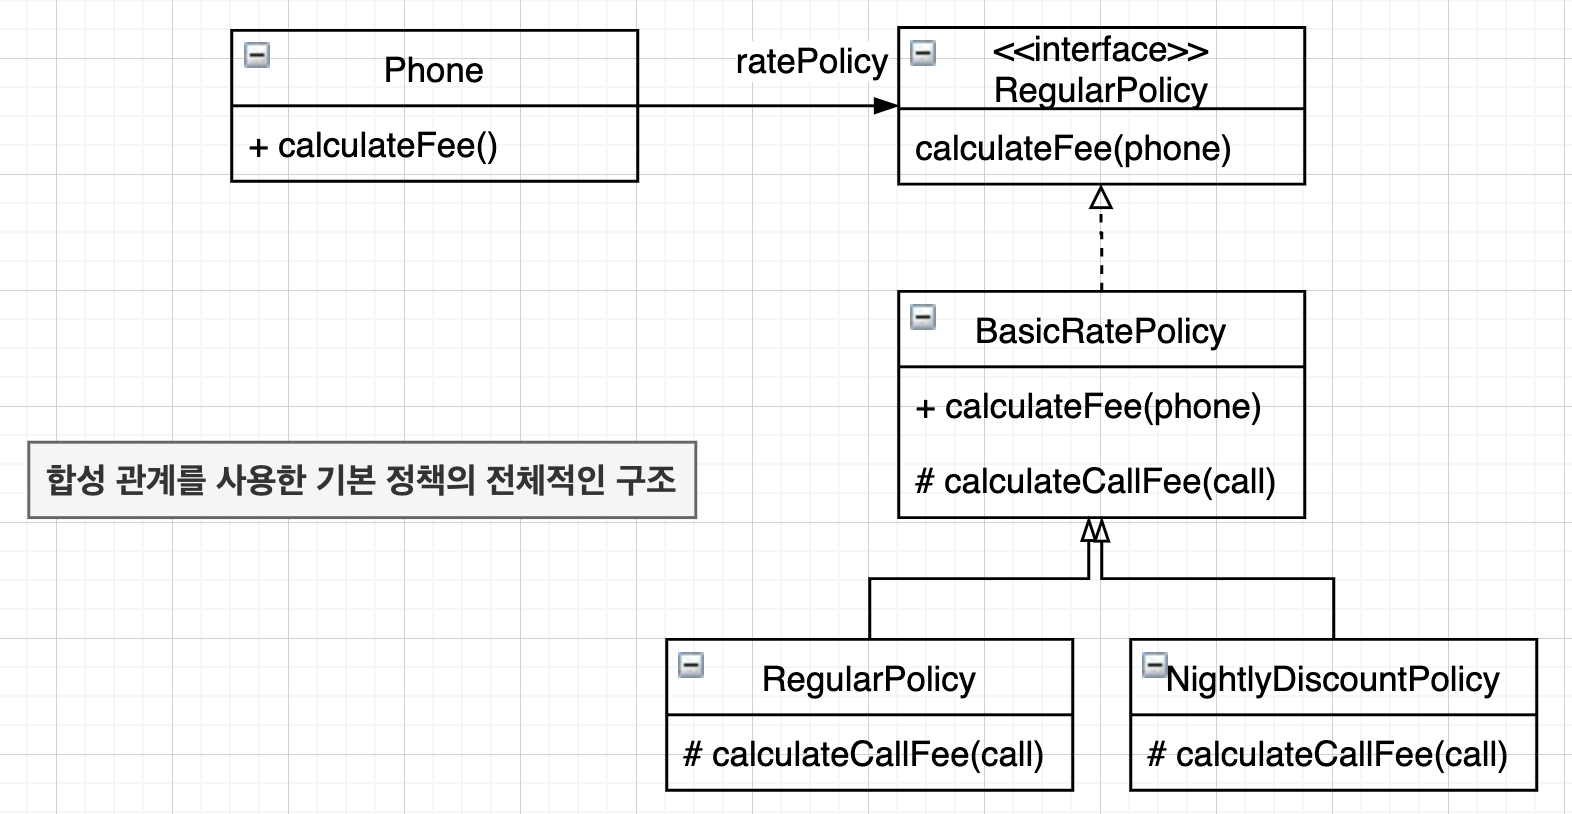 Phone
+ calculateFee()
ratePolicy
<<interface>>
RegularPolicy
calculateFee(phone)
BasicRatePolicy
+ calculateFee(phone)
# calculateCallFee(call)
합성 관계를 사용한 기본 정책의 전체적인 구조
RegularPolicy
# calculateCallFee(call)
NightlyDiscountPolicy
# calculateCallFee(call)